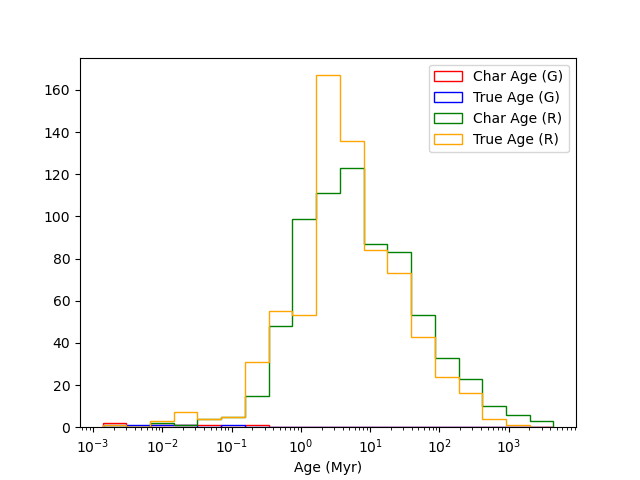 Char Age (G)
True Age (G)
Char Age (R)
True Age (R)
160
140
120
100
80
60
40
20
0
10⁻³ 10⁻² 10⁻¹ 10⁰ 10¹ 10² 10³
Age (Myr)